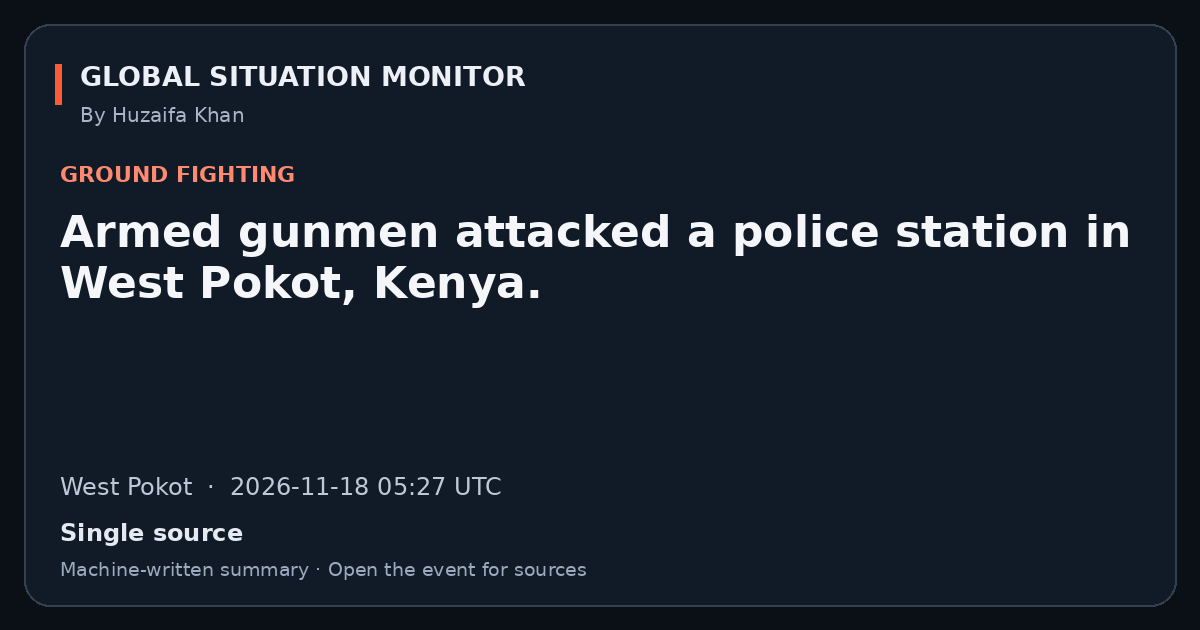 GLOBAL SITUATION MONITOR
By Huzaifa Khan
GROUND FIGHTING
Armed gunmen attacked a police station in
West Pokot, Kenya.
West Pokot · 2026-11-18 05:27 UTC
Single source
Machine-written summary · Open the event for sources